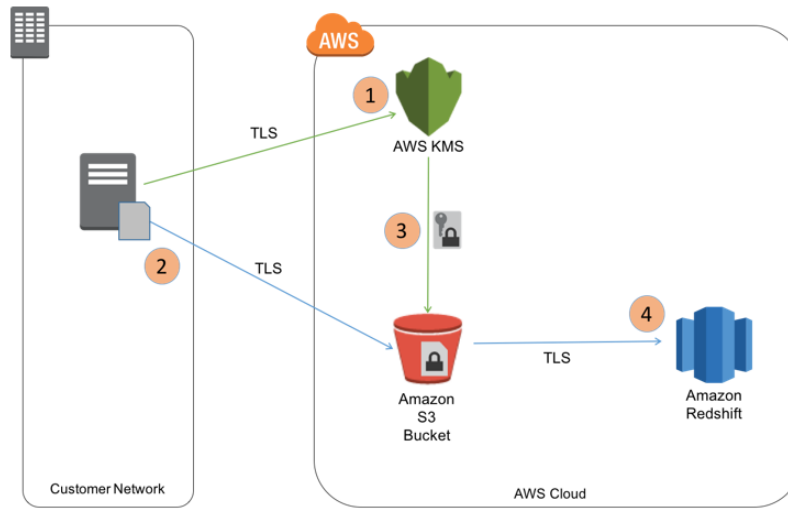 AWS
1
TLS
AWS KMS
3
2
TLS
4
TLS
Amazon
S3
Bucket
Amazon
Redshift
Customer Network
AWS Cloud